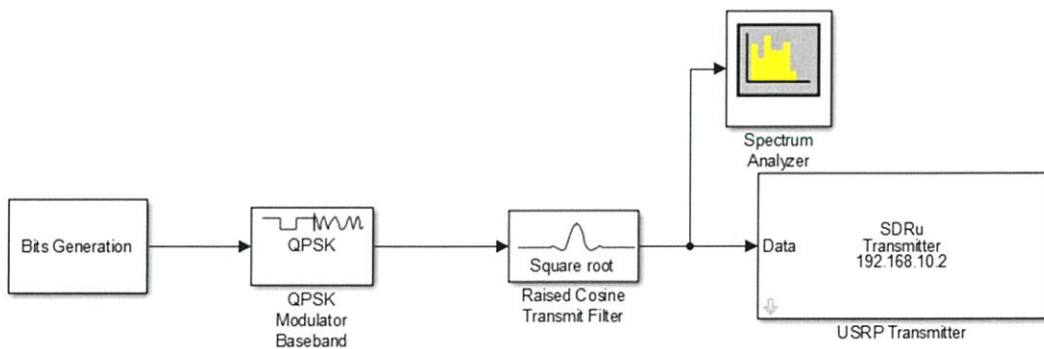 Spectrum
Analyzer
Bits Generation
QPSK
QPSK
Modulator
Baseband
Square root
Raised Cosine
Transmit Filter
Data
SDRu
Transmitter
192.168.10.2
USRP Transmitter